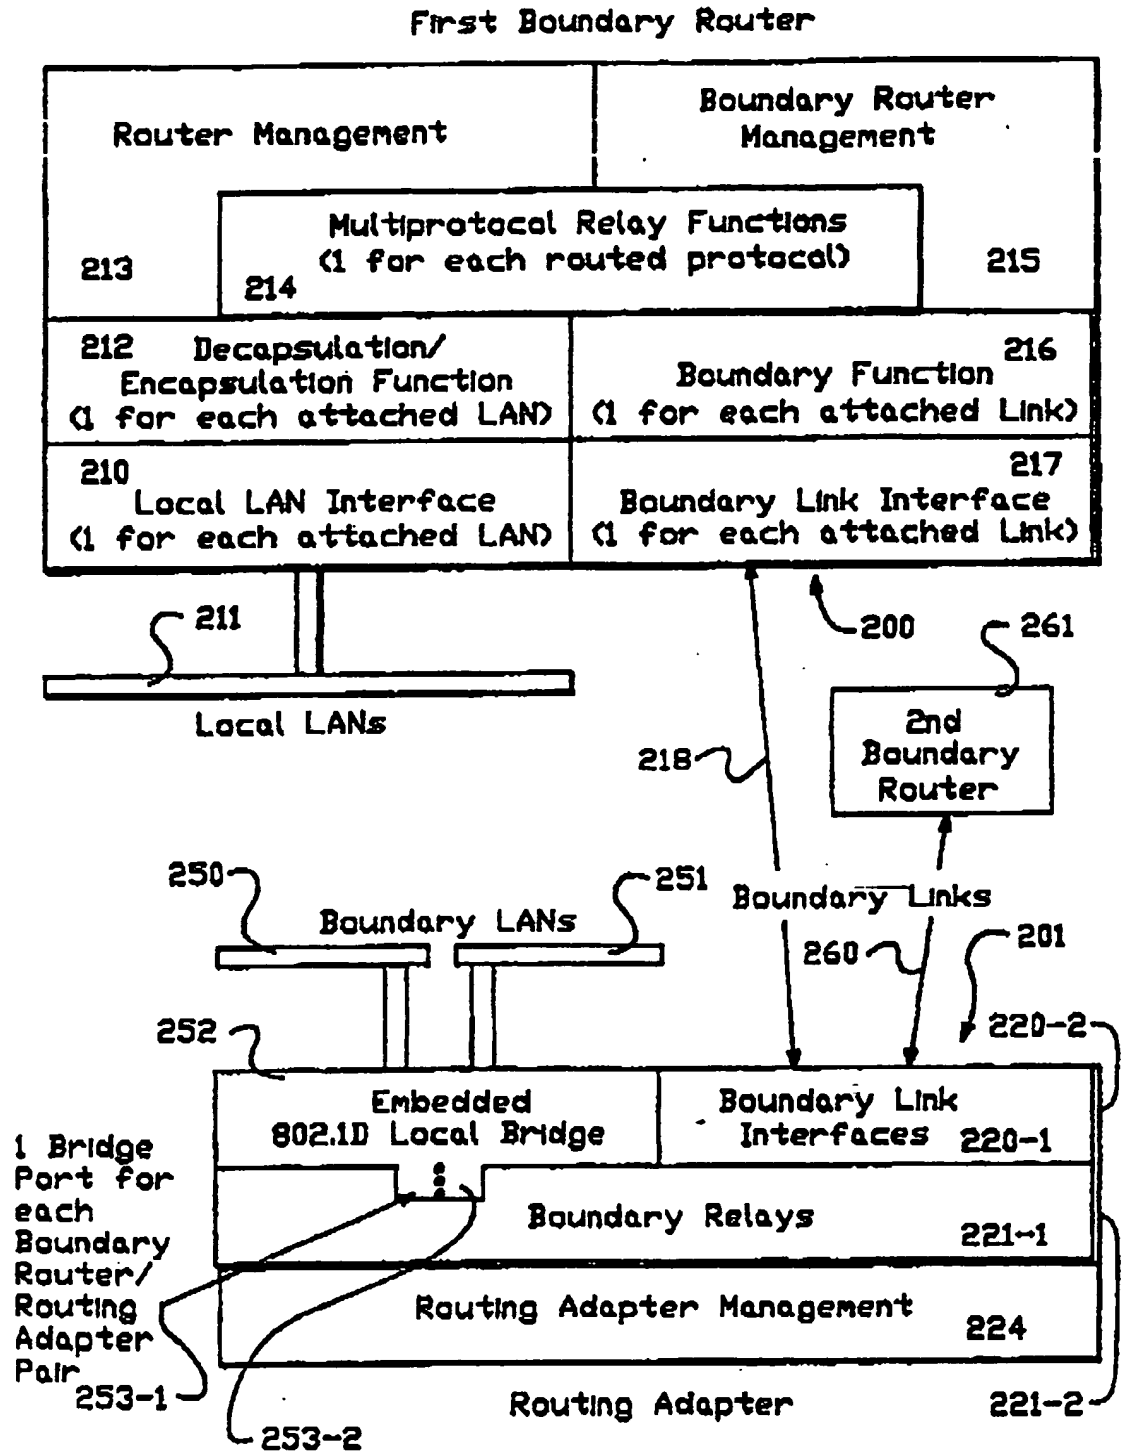 First Boundary Router
Router Management
Boundary Router
Management
Multiprotocal Relay Functions
(1 for each routed protocal)
213
214
215
212
Decapsulation/
Encapsulation Function
(1 for each attached LAN)
216
Boundary Function
(1 for each attached Link)
210
Local LAN Interface
(1 for each attached LAN)
217
Boundary Link Interface
(1 for each attached Link)
211
200
261
Local LANs
2nd
Boundary
Router
218
250
251
Boundary LANs
Boundary Links
260
201
252
220-2
Embedded
802.1D Local Bridge
Boundary Link
Interfaces
220-1
1 Bridge
Port for
each
Boundary
Router/
Routing
Adapter
Pair
Boundary Relays
221-1
Routing Adapter Management
224
253-1
253-2
Routing Adapter
221-2